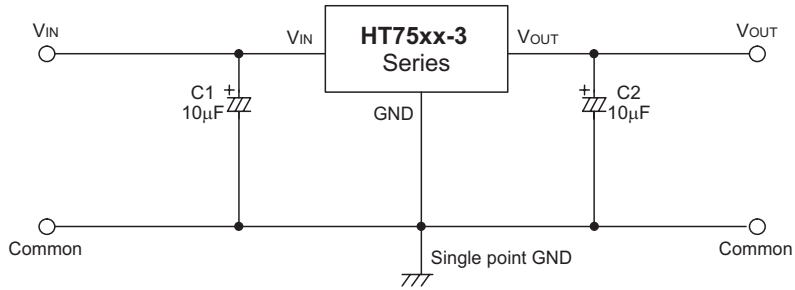 VIN
VIN
HT75xx-3
Series
VOUT
VOUT
C1 +
10μF
GND
+ C2
10μF
Common
Single point GND
Common